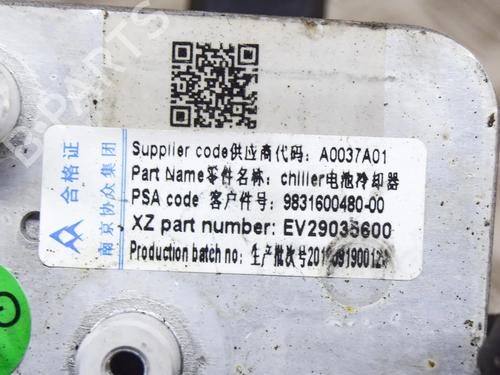 B-PARTS
合格证
南京协众集团
Supplier code供应商代码: A0037A01
Part Name零件名称: chiller电池冷却器
PSA code 客户件号: 9831600480-00
XZ part number: EV29035600
Production batch no: 生产批次号